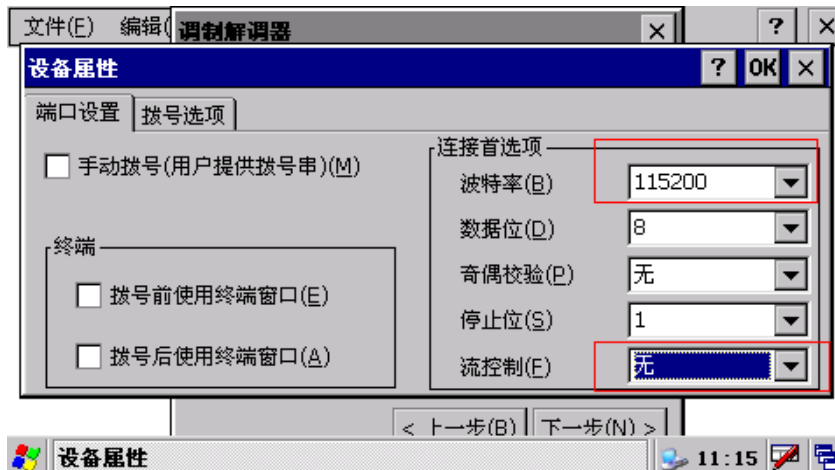 文件(F) 编辑(
调制解调器
设备属性
? OK ×
端口设置 拨号选项
手动拨号(用户提供拨号串)(M)
终端
拨号前使用终端窗口(E)
拨号后使用终端窗口(A)
连接首选项
波特率(B) 115200
数据位(D) 8
奇偶校验(P) 无
停止位(S) 1
流控制(F) 无
< 上一步(B) 下一步(N) >
设备属性 11:15